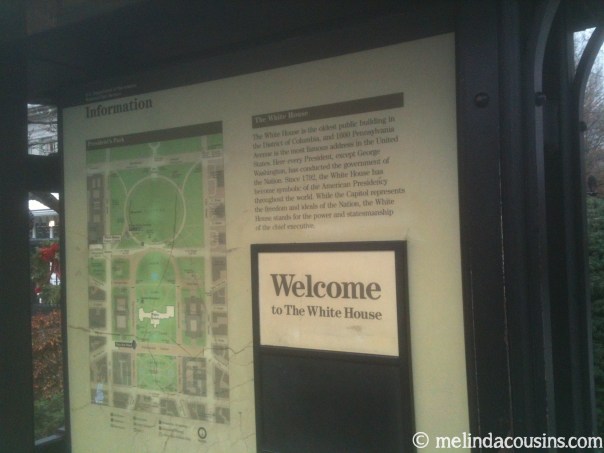 Information
President's Park
The White House
The White House is the oldest public building in
the District of Columbia, and 1600 Pennsylvania
Avenue is the most famous address in the United
States. Here every President, except George
Washington, has conducted the government of
the Nation. Since 1792, the White House has
become symbolic of the American Presidency
throughout the world. While the Capitol represents
the freedom and ideals of the Nation, the White
House stands for the power and statesmanship
of the chief executive.
Welcome
to The White House
© melindacousins.com